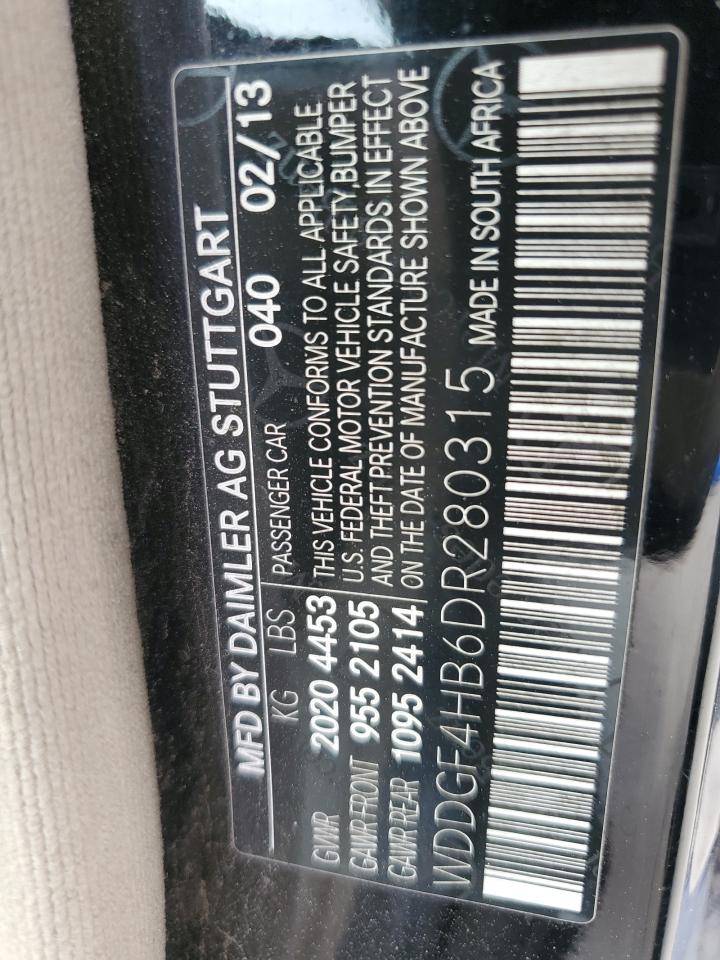 MFD BY DAIMLER AG STUTTGART
040 02/13
KG LBS PASSENGER CAR
GVWR 2020 4453 THIS VEHICLE CONFORMS TO ALL APPLICABLE
U.S. FEDERAL MOTOR VEHICLE SAFETY,BUMPER
GAWR FRONT 955 2105 AND THEFT PREVENTION STANDARDS IN EFFECT
GAWR REAR 1095 2414 ON THE DATE OF MANUFACTURE SHOWN ABOVE
WDDGF4HB6DR280315 MADE IN SOUTH AFRICA